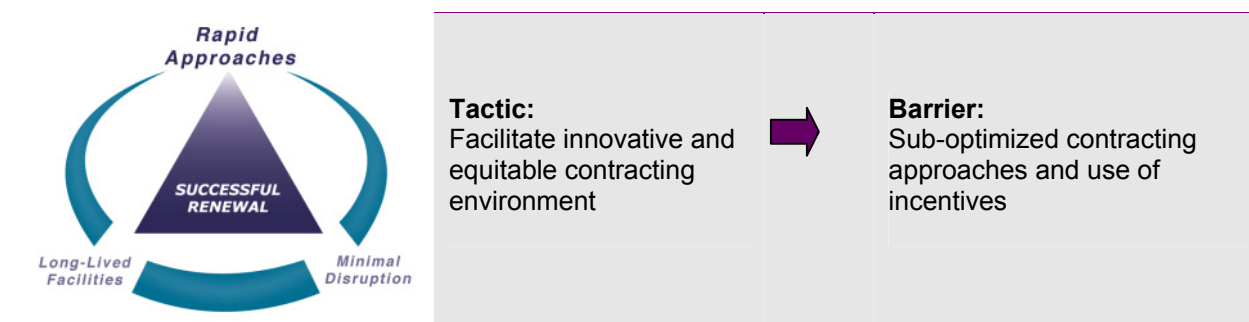 Rapid
Approaches
SUCCESSFUL
RENEWAL
Long-Lived
Facilities
Minimal
Disruption
Tactic:
Facilitate innovative and
equitable contracting
environment
Barrier:
Sub-optimized contracting
approaches and use of
incentives